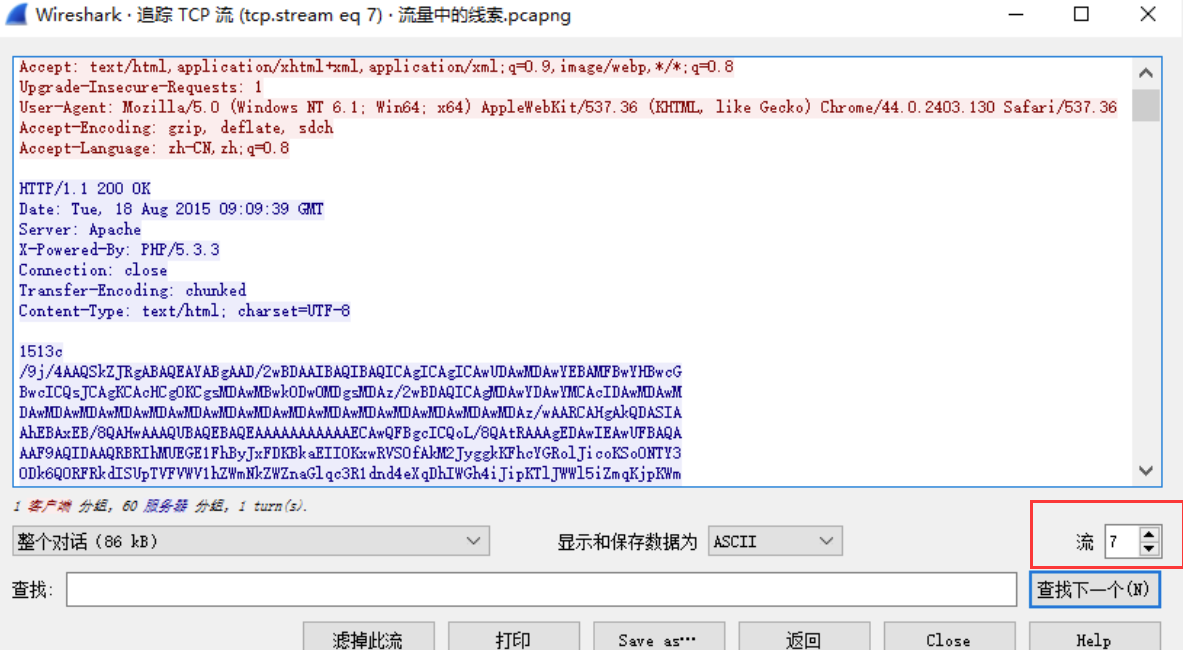 Wireshark · 追踪 TCP 流 (tcp.stream eq 7) · 流量中的线索.pcapng
Accept: text/html,application/xhtml+xml,application/xml;q=0.9,image/webp,*/*;q=0.8
Upgrade-Insecure-Requests: 1
User-Agent: Mozilla/5.0 (Windows NT 6.1; Win64; x64) AppleWebKit/537.36 (KHTML, like Gecko) Chrome/44.0.2403.130 Safari/537.36
Accept-Encoding: gzip, deflate, sdch
Accept-Language: zh-CN,zh;q=0.8
HTTP/1.1 200 OK
Date: Tue, 18 Aug 2015 09:09:39 GMT
Server: Apache
X-Powered-By: PHP/5.3.3
Connection: close
Transfer-Encoding: chunked
Content-Type: text/html; charset=UTF-8
1513c
/9j/4AAQSkZJRgABAQEAYABgAAD/2wBDAAIBAQIBAQICAgICAgICAwUDAwMDAwYEBAMFBwYHBwcG
BwcICQsJCAgKCAcHCgOKCgsMDAwMBwkODwOMDgsMDAz/2wBDAQICAgMDAwYDAwYMCAcIDAwMDAwM
DAwMDAwMDAwMDAwMDAwMDAwMDAwMDAwMDAwMDAwMDAwMDAwMDAwMDAwMDAz/wAARCAHgAkQDASIA
AhEBAxEB/8QAHwAAAQUBAQEBAQEAAAAAAAAAAAECAwQFBgcICQoL/8QAtRAAAgEDAwIEAwUFBAQA
AAF9AQIDAAQRBRIhMUEGE1FhByJxFDKBkaEIIOKxwRVSOfAkM2JyggkKFhcYGRolJicoKSoONTY3
ODk6QORFRkdISUpTVFVWV1hZWmNkZWZnaGlqc3R1dnd4eXqDhIWGh4iJipKTlJWWl5iZmqKjpKWm
1 客户端 分组, 60 服务器 分组, 1 turn(s).
整个对话 (86 kB)
显示和保存数据为
ASCII
流
7
查找:
查找下一个(N)
滤掉此流
打印
Save as…
返回
Close
Help